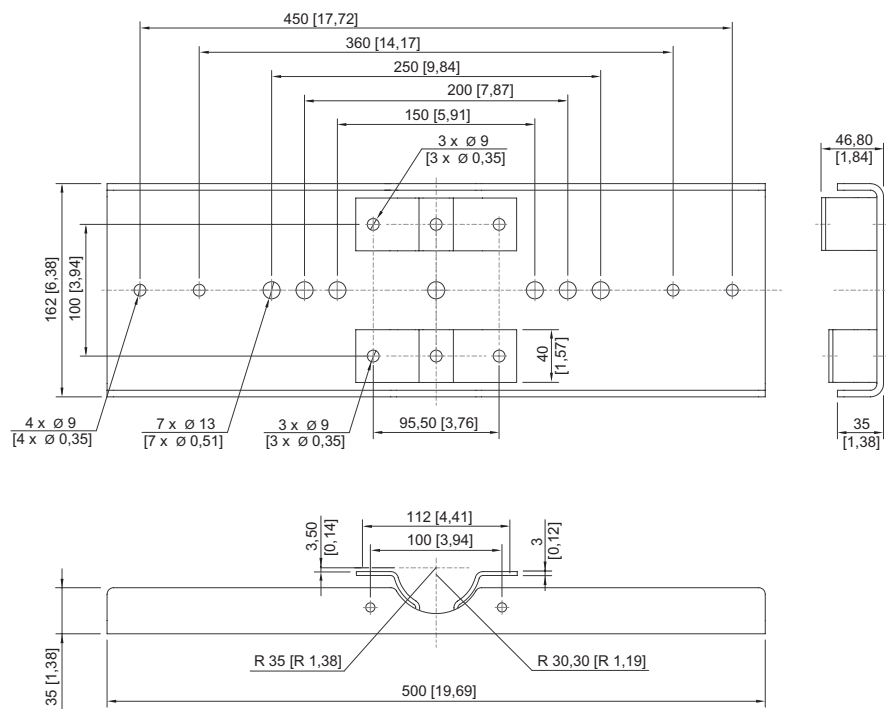 450 [17,72]
360 [14,17]
250 [9,84]
200 [7,87]
150 [5,91]
3 x Ø 9
[3 x Ø 0,35]
46,80
[1,84]
162 [6,38]
100 [3,94]
40
[1,57]
4 x Ø 9
[4 x Ø 0,35]
7 x Ø 13
[7 x Ø 0,51]
3 x Ø 9
[3 x Ø 0,35]
95,50 [3,76]
35
[1,38]
3,50
[0,14]
112 [4,41]
100 [3,94]
3
[0,12]
35 [1,38]
R 35 [R 1,38]
R 30,30 [R 1,19]
500 [19,69]